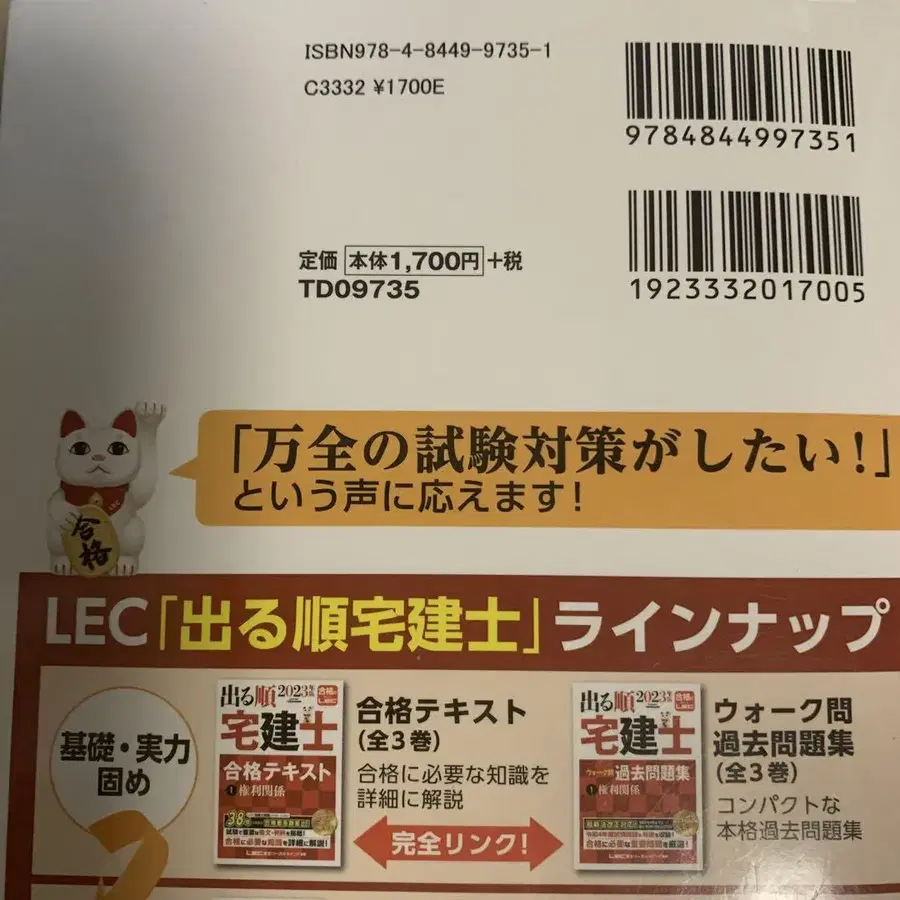 ISBN978-4-8449-9735-1
C3332 ¥1700E
9784844997351
定価 本体1,700円+税
TD09735
1923332017005
「万全の試験対策がしたい!」
という声に応えます!
合格
LEC「出る順宅建士」ラインナップ
基礎・実力
固め
出る順 2023年版
宅建士
合格テキスト
1 権利関係
合格テキスト
(全3巻)
合格に必要な知識を
詳細に解説
完全リンク!
出る順 2023年版
宅建士
ウォーク問 過去問題集
1 権利関係
ウォーク問
過去問題集
(全3巻)
コンパクトな
本格過去問題集